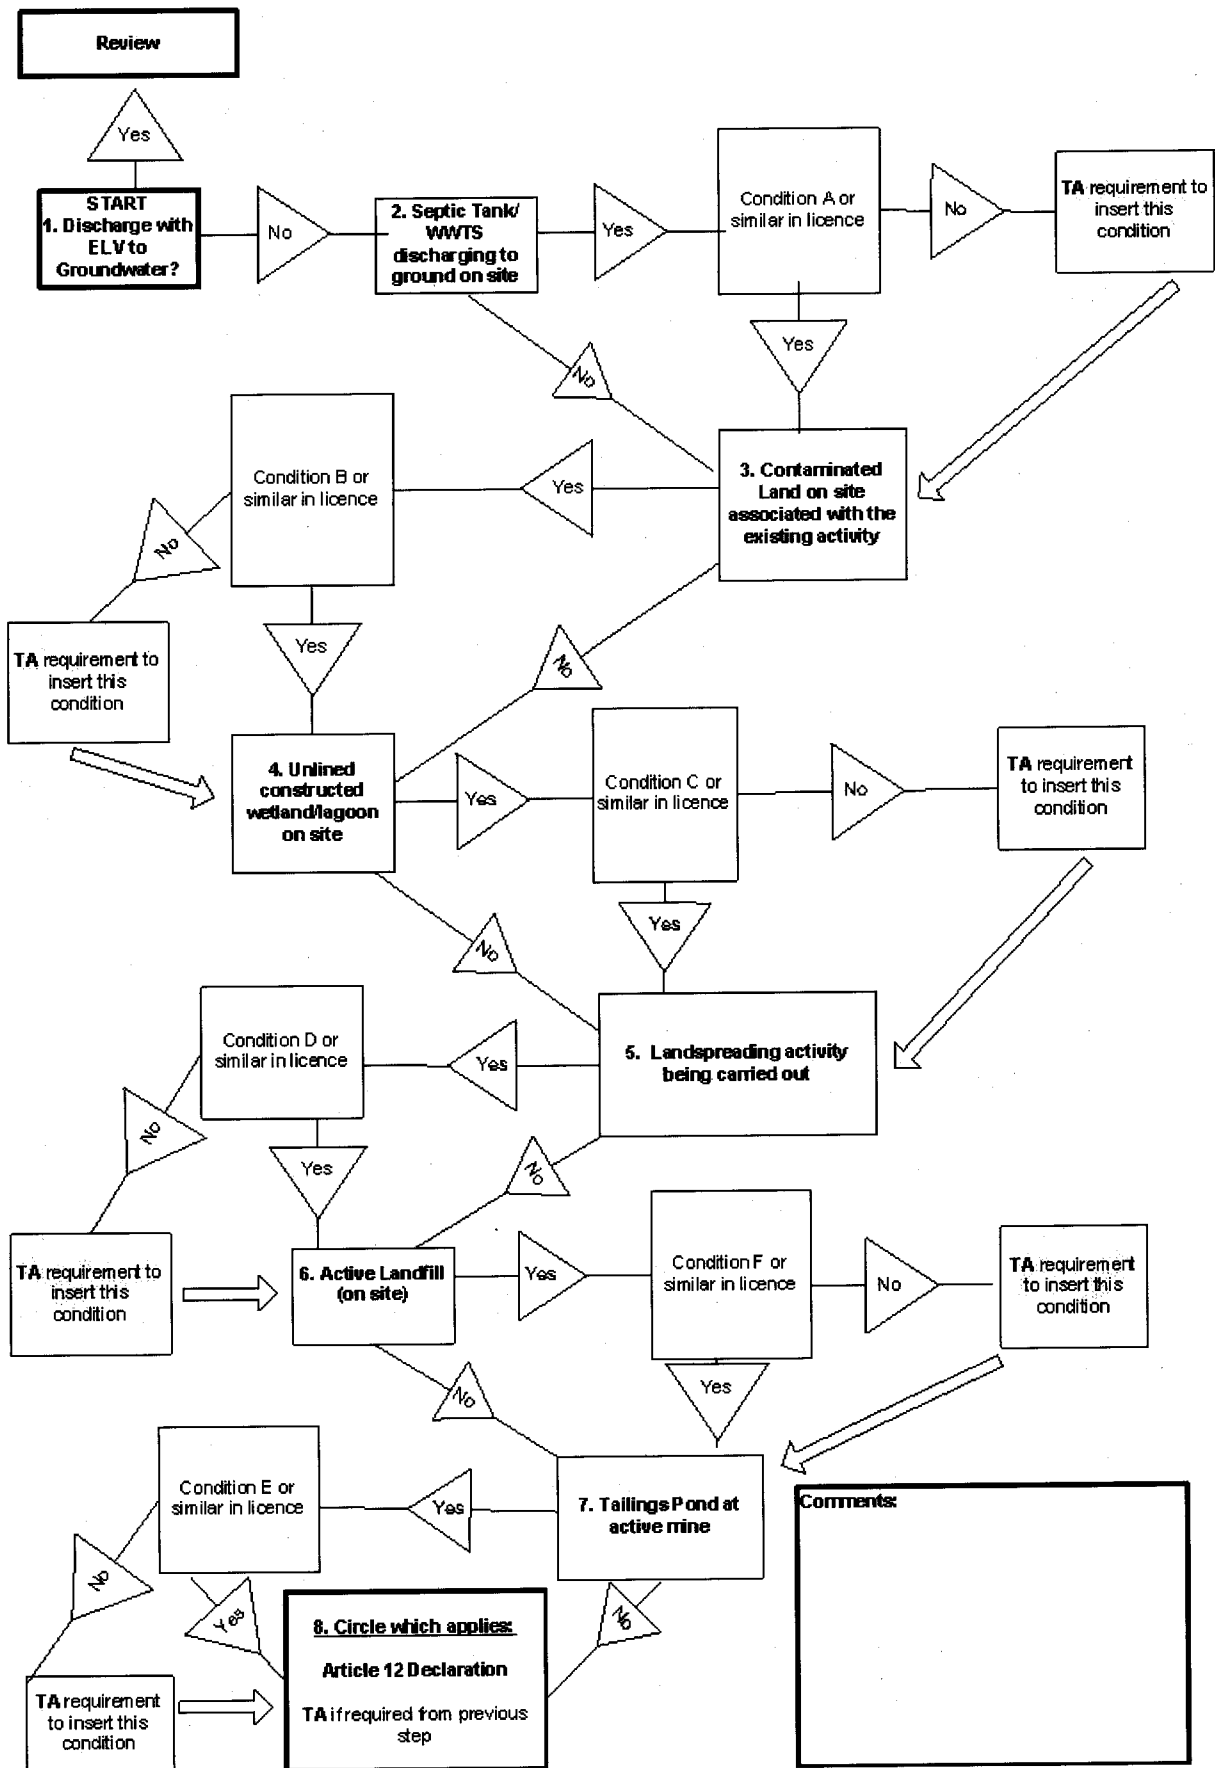 Review
Yes
START
1. Discharge with
ELV to
Groundwater?
No
2. Septic Tank/
WWTS
discharging to
ground on site
Yes
Condition A or
similar in licence
No
TA requirement to
insert this
condition
Yes
No
3. Contaminated
Land on site
associated with the
existing activity
Yes
Condition B or
similar in licence
No
TA requirement to
insert this
condition
Yes
No
4. Unlined
constructed
wetland/lagoon
on site
Yes
Condition C or
similar in licence
No
TA requirement
to insert this
condition
Yes
No
5. Landspreading activity
being carried out
Yes
Condition D or
similar in licence
No
TA requirement to
insert this
condition
Yes
No
6. Active Landfill
(on site)
Yes
Condition F or
similar in licence
No
TA requirement
to insert this
condition
Yes
No
7. Tailings Pond at
active mine
Yes
Condition E or
similar in licence
No
TA requirement
to insert this
condition
Yes
No
8. Circle which applies:
Article 12 Declaration
TA if required from previous
step
Comments: